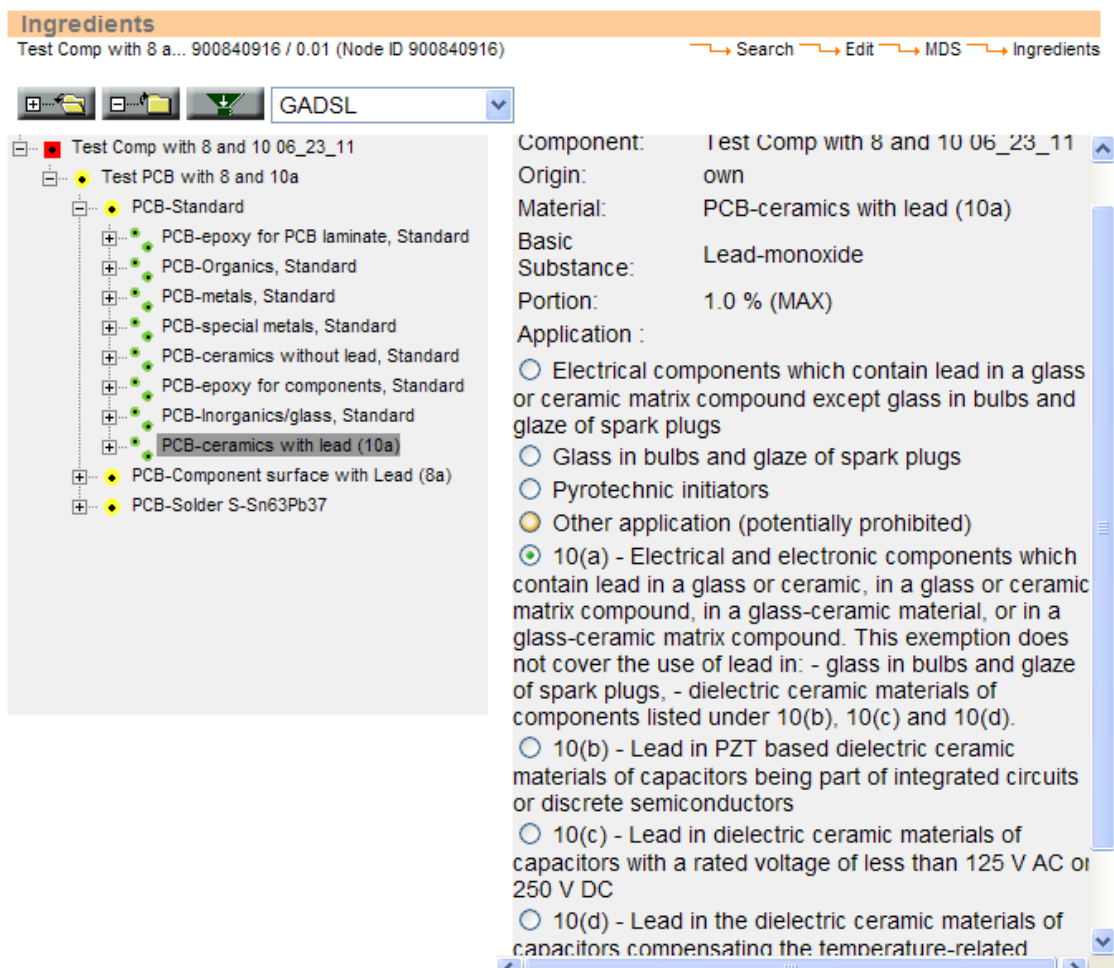 Ingredients
Test Comp with 8 a... 900840916 / 0.01 (Node ID 900840916)
Search Edit MDS Ingredients
GADSL
Test Comp with 8 and 10 06_23_11
Test PCB with 8 and 10a
PCB-Standard
PCB-epoxy for PCB laminate, Standard
PCB-Organics, Standard
PCB-metals, Standard
PCB-special metals, Standard
PCB-ceramics without lead, Standard
PCB-epoxy for components, Standard
PCB-Inorganics/glass, Standard
PCB-ceramics with lead (10a)
PCB-Component surface with Lead (8a)
PCB-Solder S-Sn63Pb37
Component: Test Comp with 8 and 10 06_23_11
Origin: own
Material: PCB-ceramics with lead (10a)
Basic
Substance: Lead-monoxide
Portion: 1.0 % (MAX)
Application :
Electrical components which contain lead in a glass
or ceramic matrix compound except glass in bulbs and
glaze of spark plugs
Glass in bulbs and glaze of spark plugs
Pyrotechnic initiators
Other application (potentially prohibited)
10(a) - Electrical and electronic components which
contain lead in a glass or ceramic, in a glass or ceramic
matrix compound, in a glass-ceramic material, or in a
glass-ceramic matrix compound. This exemption does
not cover the use of lead in: - glass in bulbs and glaze
of spark plugs, - dielectric ceramic materials of
components listed under 10(b), 10(c) and 10(d).
10(b) - Lead in PZT based dielectric ceramic
materials of capacitors being part of integrated circuits
or discrete semiconductors
10(c) - Lead in dielectric ceramic materials of
capacitors with a rated voltage of less than 125 V AC or
250 V DC
10(d) - Lead in the dielectric ceramic materials of
capacitors compensating the temperature-related